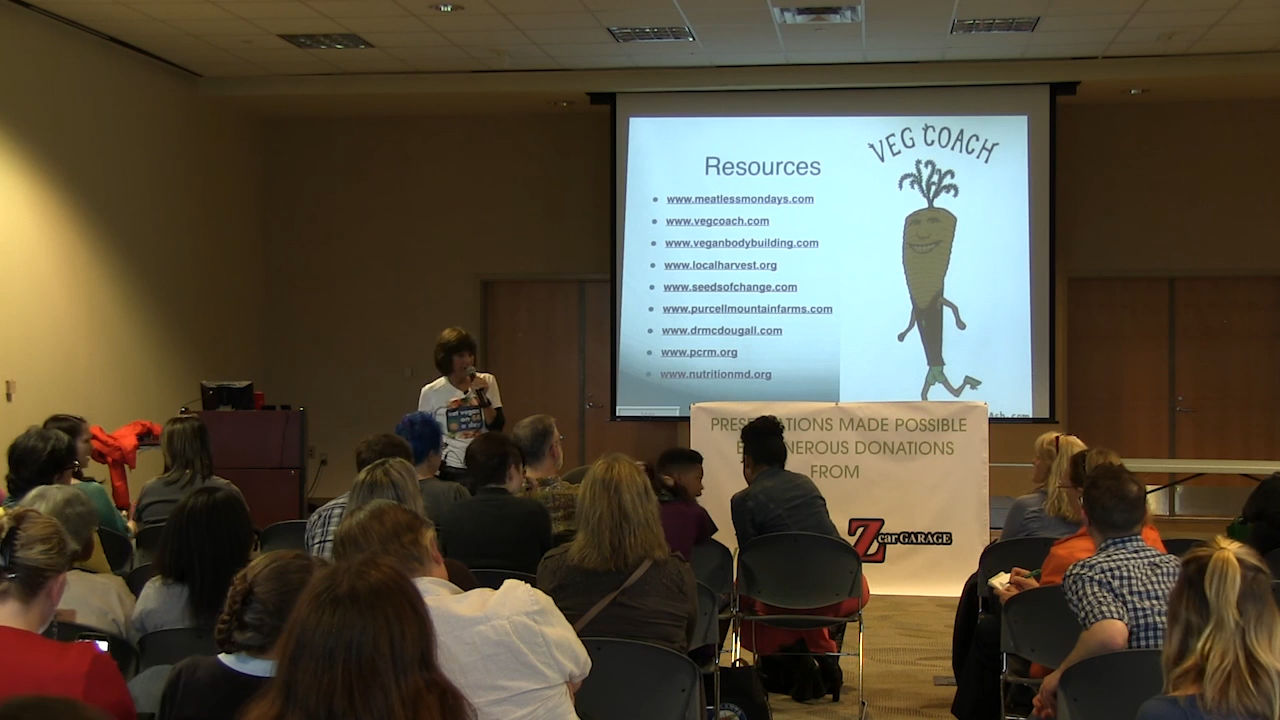 VEG COACH
Resources
www.meatlessmondays.com
www.vegcoach.com
www.veganbodybuilding.com
www.localharvest.org
www.seedsofchange.com
www.purcellmountainfarms.com
www.drmcdougall.com
www.pcrm.org
www.nutritionmd.org
POSSIBLE
PRESENTATIONS MADE
DONATIONS
FROM
Z car GARAGE